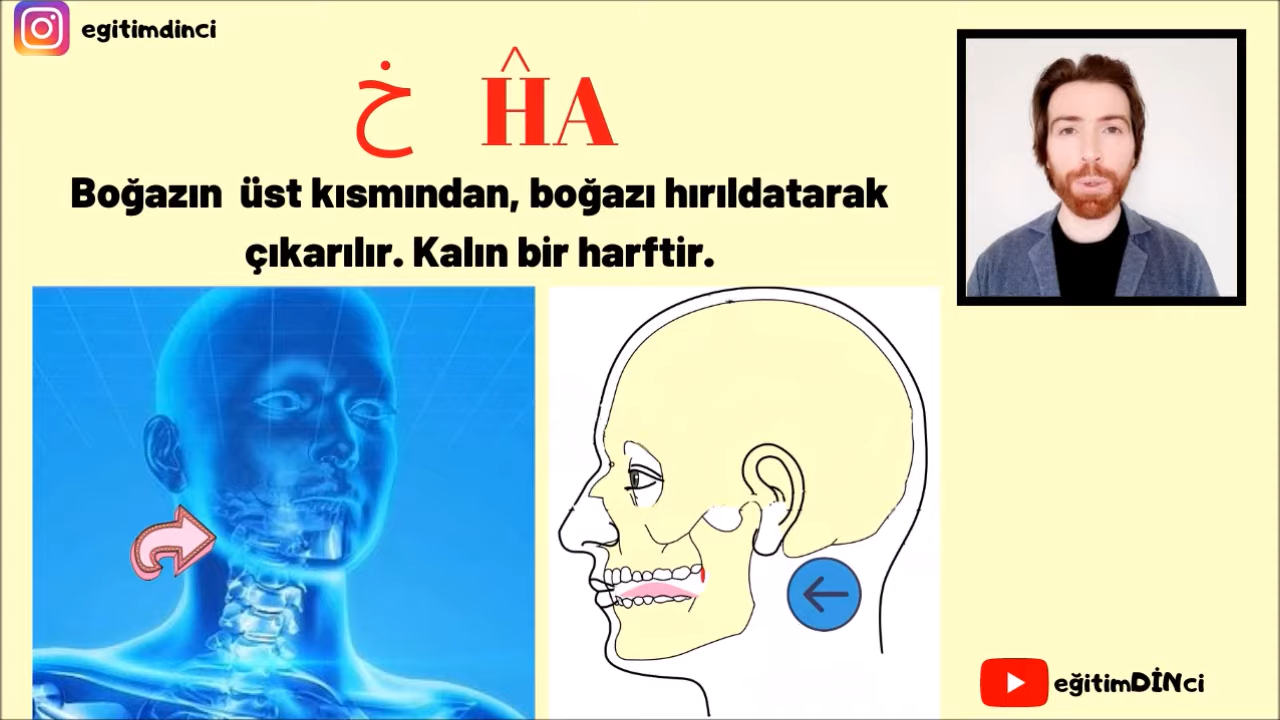 egitimdinci
خ ĤA
Boğazın üst kısmından, boğazı hırıldatarak
çıkarılır. Kalın bir harftir.
eğitimDİNci